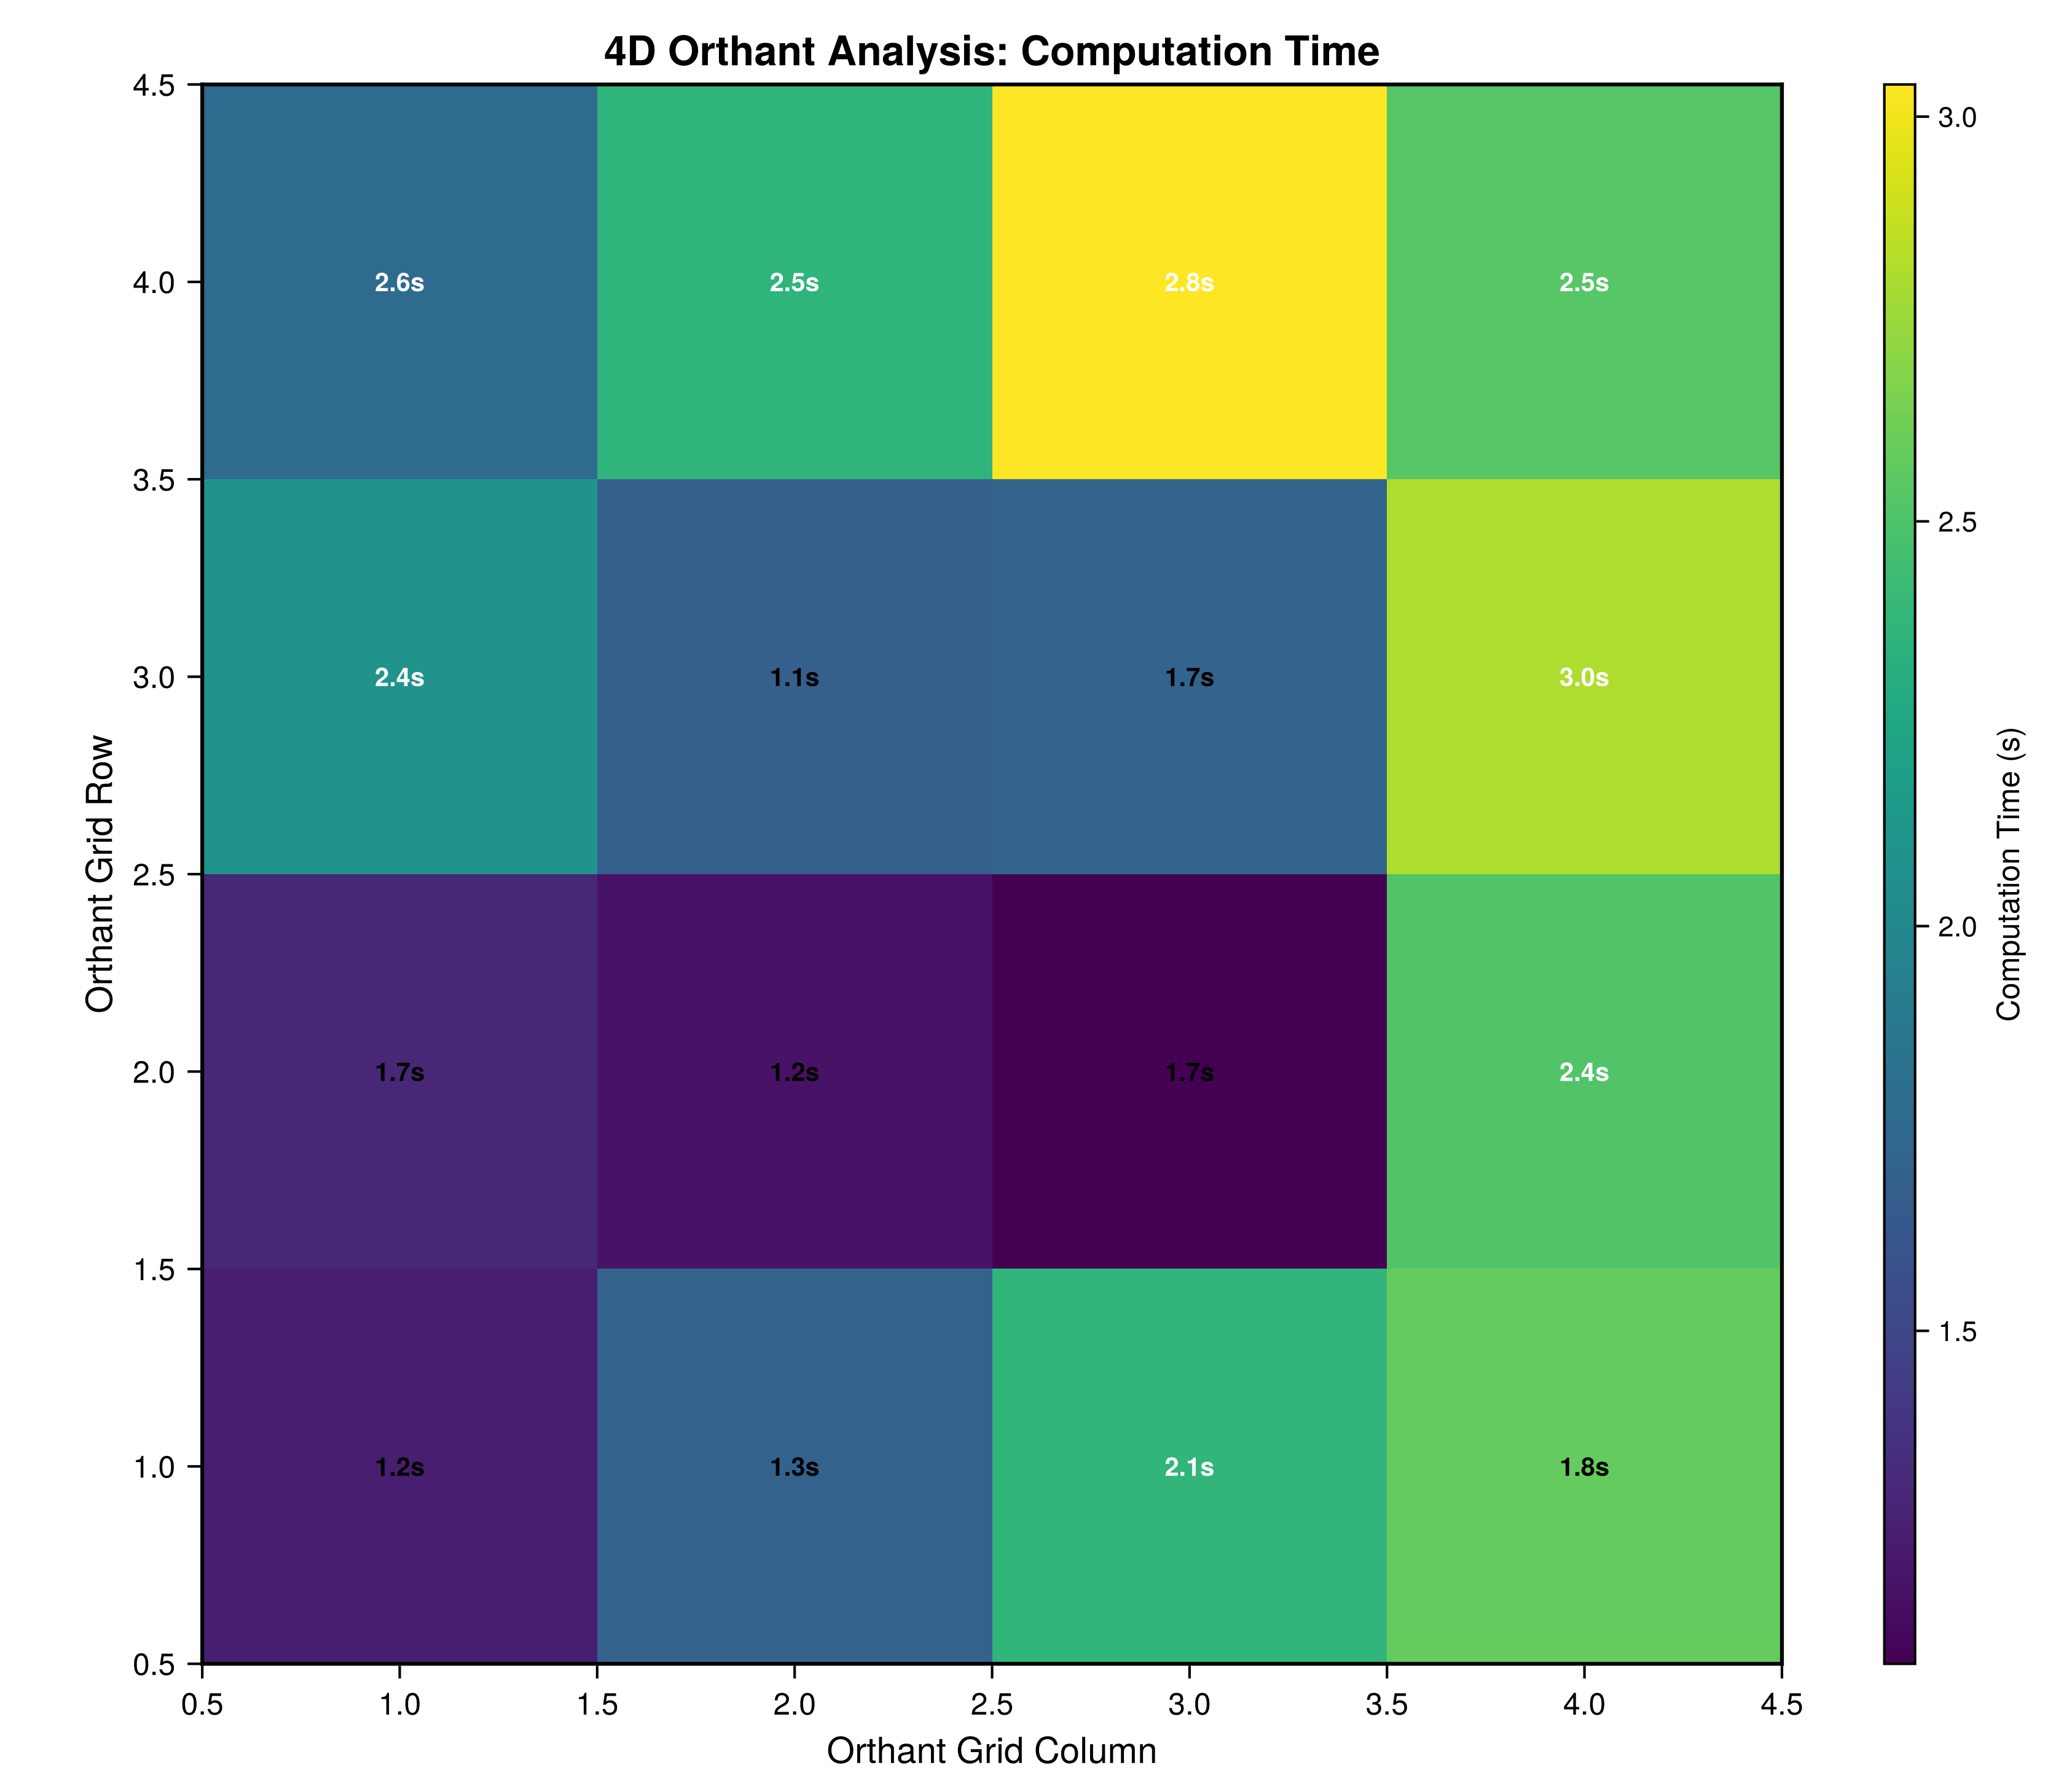 4D Orthant Analysis: Computation Time
4.5
4.0
3.5
3.0
2.5
2.0
1.5
1.0
0.5
Orthant Grid Row
2.6s 2.5s 2.8s 2.5s
2.4s 1.1s 1.7s 3.0s
1.7s 1.2s 1.7s 2.4s
1.2s 1.3s 2.1s 1.8s
0.5 1.0 1.5 2.0 2.5 3.0 3.5 4.0 4.5
Orthant Grid Column
3.0
2.5
2.0
1.5
Computation Time (s)